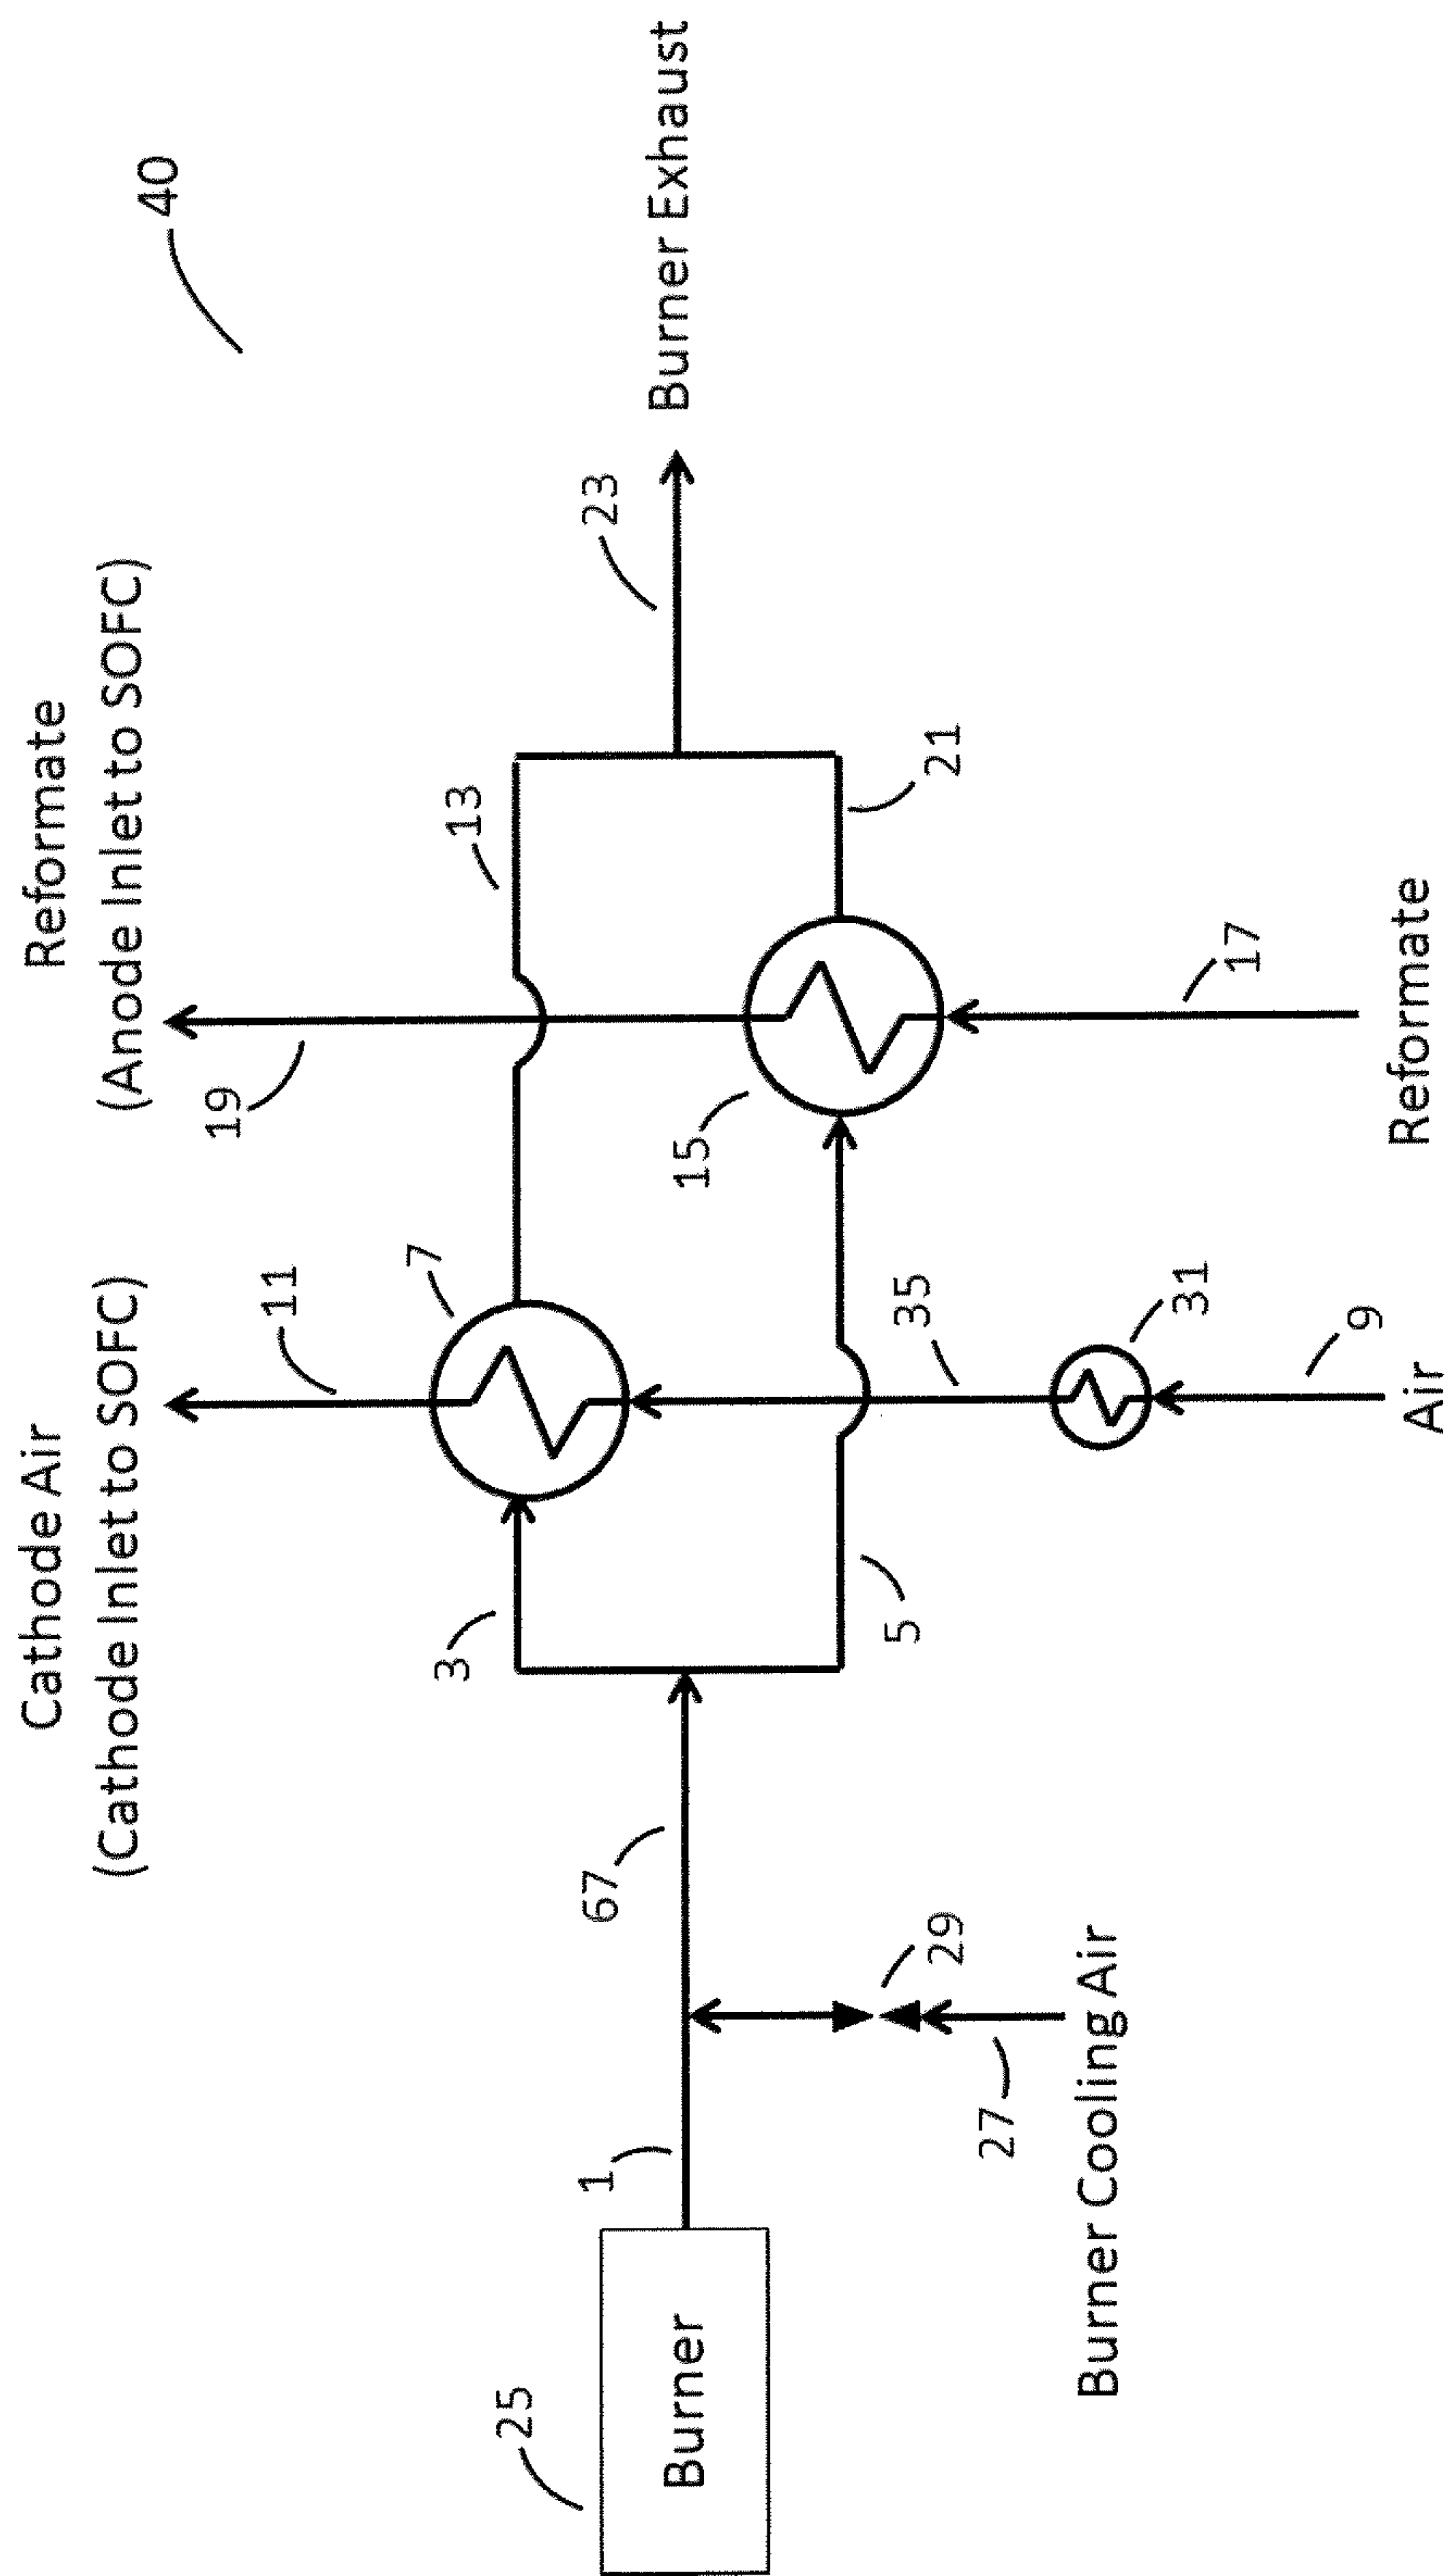 40
Cathode Air
(Cathode Inlet to SOFC)
Reformate
(Anode Inlet to SOFC)
11
19
7
13
3
23
Burner Exhaust
25
1
67
Burner
15
5
35
21
29
27
31
17
9
Burner Cooling Air
Air
Reformate